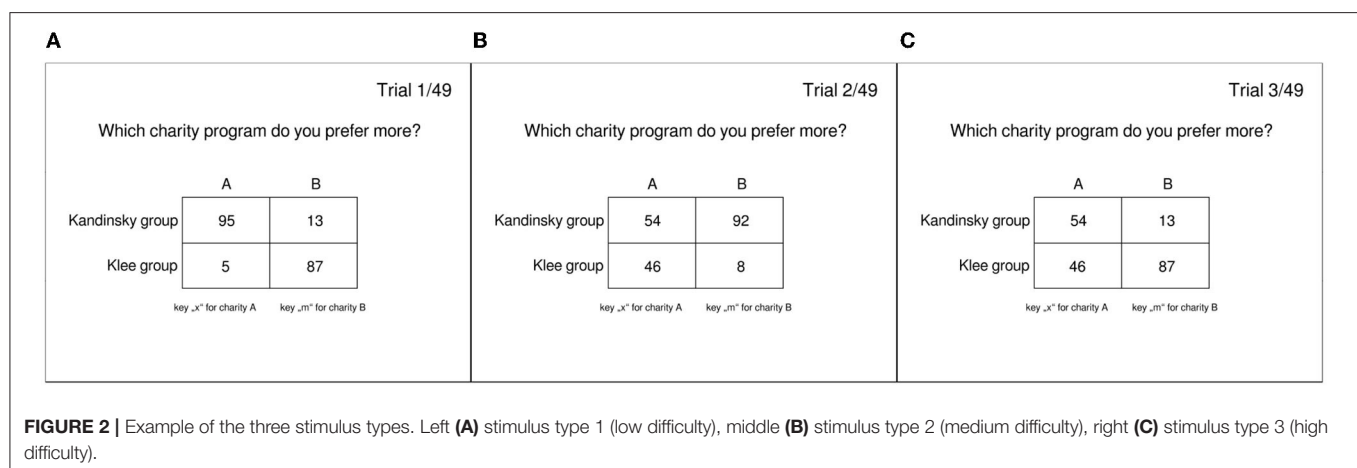 A
Trial 1/49
Which charity program do you prefer more?
A B
Kandinsky group 95 13
Klee group 5 87
key „x“ for charity A key „m“ for charity B
B
Trial 2/49
Which charity program do you prefer more?
A B
Kandinsky group 54 92
Klee group 46 8
key „x“ for charity A key „m“ for charity B
C
Trial 3/49
Which charity program do you prefer more?
A B
Kandinsky group 54 13
Klee group 46 87
key „x“ for charity A key „m“ for charity B
FIGURE 2 | Example of the three stimulus types. Left (A) stimulus type 1 (low difficulty), middle (B) stimulus type 2 (medium difficulty), right (C) stimulus type 3 (high
difficulty).